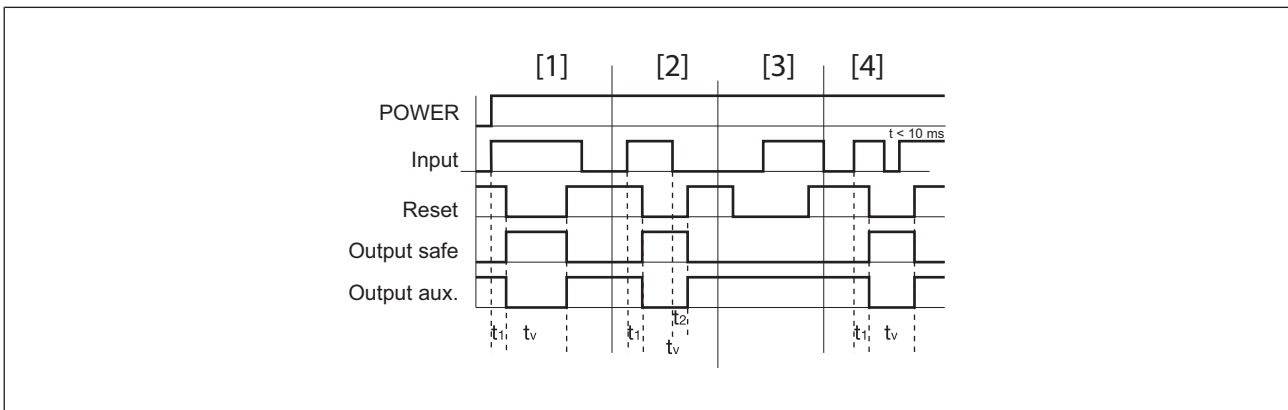 [1] [2] [3] [4]
POWER
t < 10 ms
Input
Reset
Output safe
Output aux.
t1 tv t1 t2 tv t1 tv